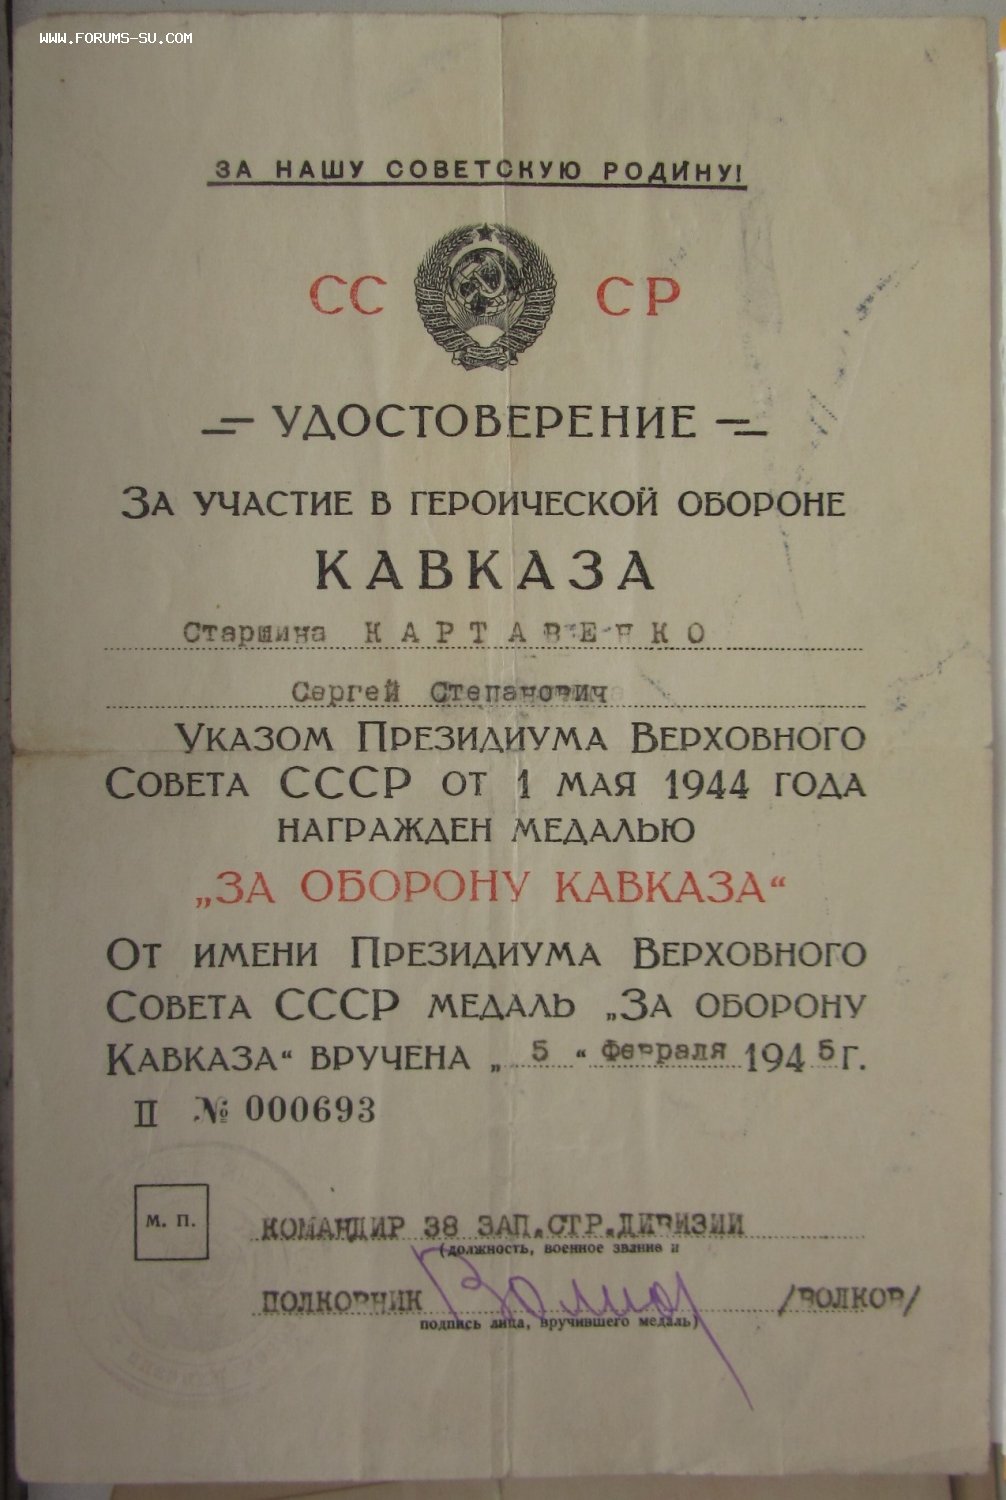 WWW.FORUMS-SU.COM
ЗА НАШУ СОВЕТСКУЮ РОДИНУ!
СС СР
УДОСТОВЕРЕНИЕ
ЗА УЧАСТИЕ В ГЕРОИЧЕСКОЙ ОБОРОНЕ
КАВКАЗА
Старшина КАРТАВЕНКО
Сергей Степанович
УКАЗОМ ПРЕЗИДИУМА ВЕРХОВНОГО
СОВЕТА СССР ОТ 1 МАЯ 1944 ГОДА
НАГРАЖДЕН МЕДАЛЬЮ
„ЗА ОБОРОНУ КАВКАЗА“
ОТ ИМЕНИ ПРЕЗИДИУМА ВЕРХОВНОГО
СОВЕТА СССР МЕДАЛЬ „ЗА ОБОРОНУ
КАВКАЗА“ ВРУЧЕНА „5“ Февраля 1945 Г.
II № 000693
М. П.
КОМАНДИР 38 ЗАП.СТР.ДИВИЗИИ
(должность, военное звание и
ПОЛКОВНИК /ВОЛКОВ/
подпись лица, вручившего медаль)